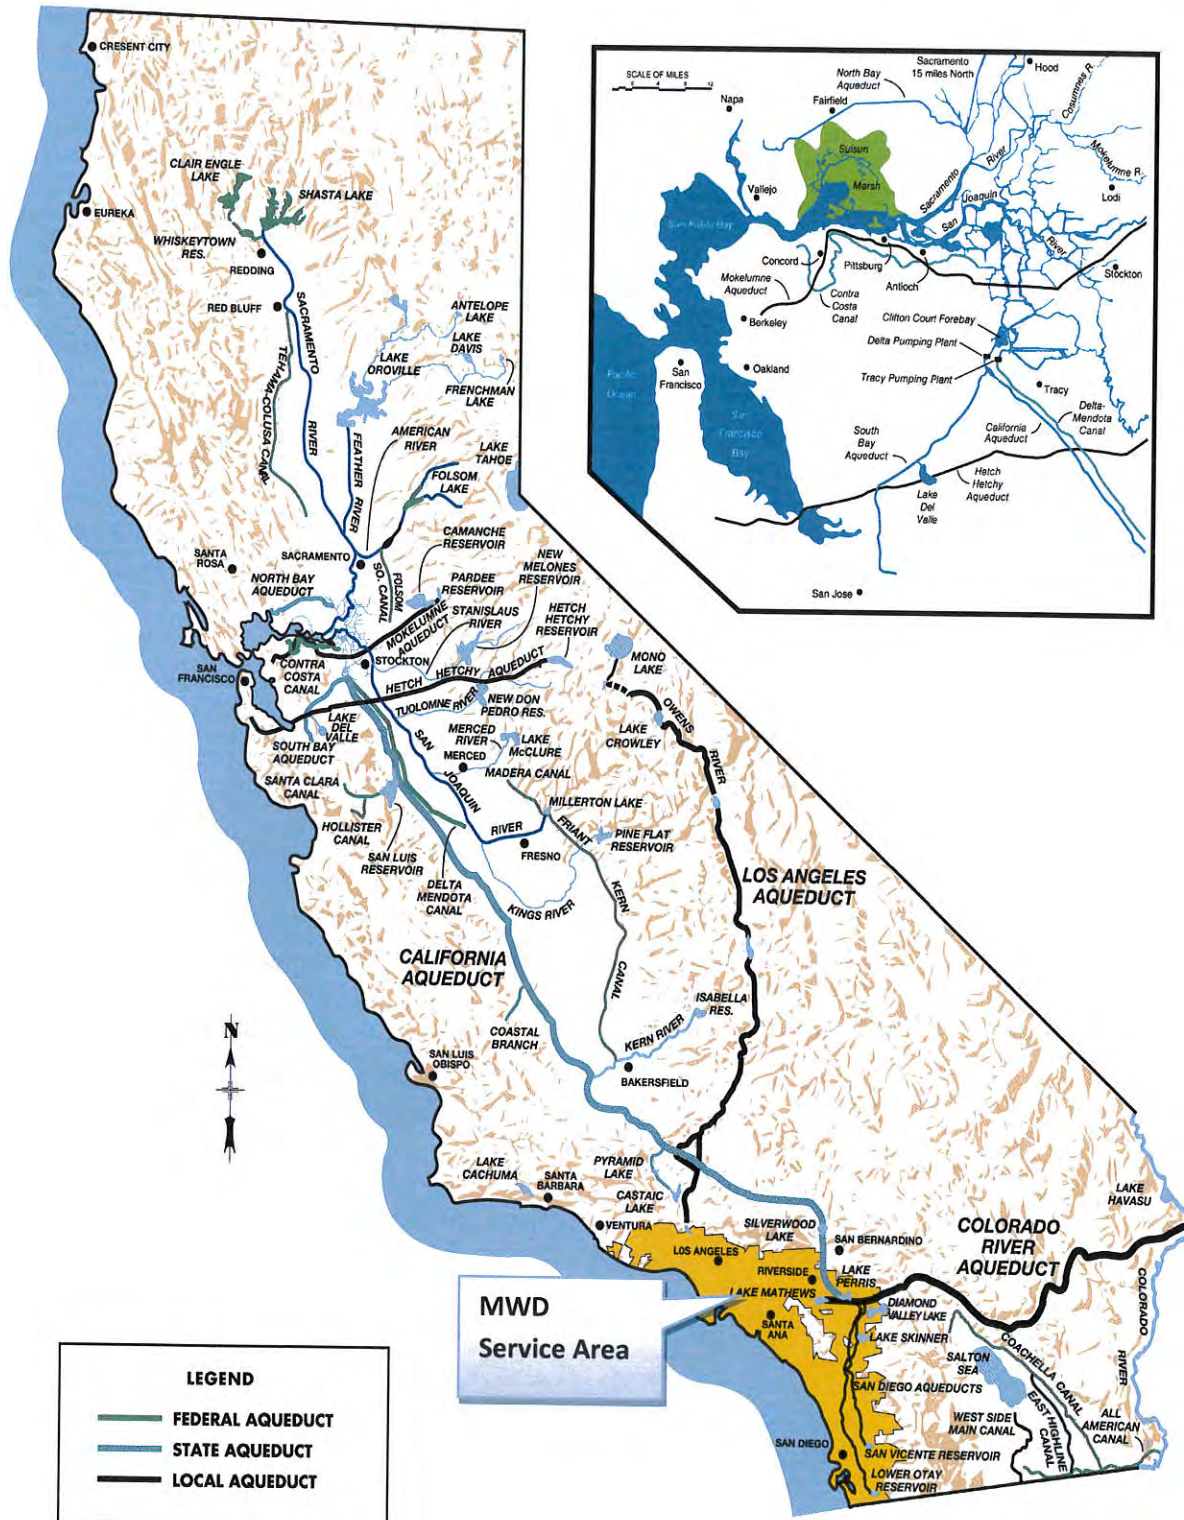 CRESENT CITY
CLAIR ENGLE
LAKE
SHASTA LAKE
EUREKA
WHISKEYTOWN
RES.
REDDING
RED BLUFF
SACRAMENTO
RIVER
TEHAMA-COLUSA CANAL
ANTELOPE
LAKE
LAKE
DAVIS
LAKE
OROVILLE
FRENCHMAN
LAKE
FEATHER RIVER
AMERICAN
RIVER
LAKE
TAHOE
FOLSOM
LAKE
SACRAMENTO
SANTA
ROSA
NORTH BAY
AQUEDUCT
FOLSOM
SO. CANAL
CAMANCHE
RESERVOIR
NEW
MELONES
RESERVOIR
PARDEE
RESERVOIR
STANISLAUS
RIVER
HETCH
HETCHY
RESERVOIR
MOKELUMNE
AQUEDUCT
STOCKTON
CONTRA
COSTA
CANAL
SAN
FRANCISCO
HETCH HETCHY AQUEDUCT
MONO
LAKE
TUOLOMNE RIVER
NEW DON
PEDRO RES.
LAKE
DEL
VALLE
SOUTH BAY
AQUEDUCT
MERCED
RIVER
LAKE
McCLURE
MERCED
OWENS
RIVER
LAKE
CROWLEY
SAN
JOAQUIN
RIVER
MADERA CANAL
SANTA CLARA
CANAL
MILLERTON LAKE
HOLLISTER
CANAL
FRIANT
KERN
CANAL
PINE FLAT
RESERVOIR
SAN LUIS
RESERVOIR
FRESNO
DELTA
MENDOTA
CANAL
KINGS RIVER
LOS ANGELES
AQUEDUCT
CALIFORNIA
AQUEDUCT
ISABELLA
RES.
COASTAL
BRANCH
KERN RIVER
N
SAN LUIS
OBISPO
BAKERSFIELD
LAKE
CACHUMA
SANTA
BARBARA
PYRAMID
LAKE
CASTAIC
LAKE
LAKE
HAVASU
VENTURA
SILVERWOOD
LAKE
SAN BERNARDINO
COLORADO
RIVER
AQUEDUCT
LOS ANGELES
RIVERSIDE
LAKE
PERRIS
LAKE MATHEWS
COLORADO
RIVER
MWD
Service Area
SANTA
ANA
DIAMOND
VALLEY LAKE
LAKE SKINNER
SALTON
SEA
COACHELLA CANAL
SAN DIEGO AQUEDUCTS
WEST SIDE
MAIN CANAL
EAST HIGHLINE
CANAL
ALL
AMERICAN
CANAL
SAN DIEGO
SAN VICENTE RESERVOIR
LOWER OTAY
RESERVOIR
LEGEND
FEDERAL AQUEDUCT
STATE AQUEDUCT
LOCAL AQUEDUCT
SCALE OF MILES
0 4 8 12
North Bay
Aqueduct
Sacramento
15 miles North
Hood
Cosumnes R.
Napa
Fairfield
Suisun
Marsh
Mokelumne R.
Lodi
Vallejo
Sacramento River
San Joaquin
River
San Pablo Bay
Concord
Pittsburg
Antioch
Stockton
Mokelumne
Aqueduct
Contra
Costa
Canal
Berkeley
Clifton Court Forebay
Delta Pumping Plant
Tracy Pumping Plant
San
Francisco
Oakland
Tracy
Pacific
Ocean
San
Francisco
Bay
South
Bay
Aqueduct
California
Aqueduct
Delta-
Mendota
Canal
Lake
Del
Valle
Hetch
Hetchy
Aqueduct
San Jose